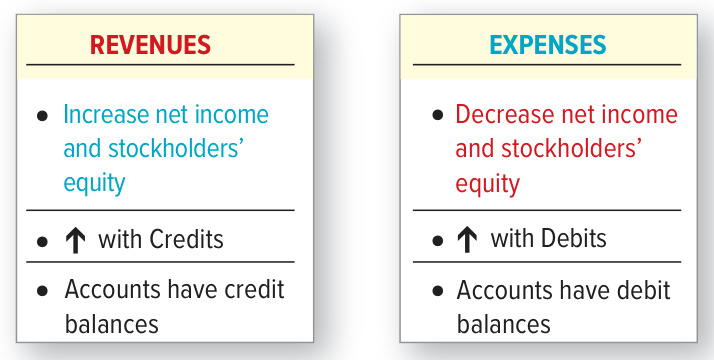 REVENUES
• Increase net income
and stockholders’
equity
• ↑ with Credits
• Accounts have credit
balances
EXPENSES
• Decrease net income
and stockholders’
equity
• ↑ with Debits
• Accounts have debit
balances